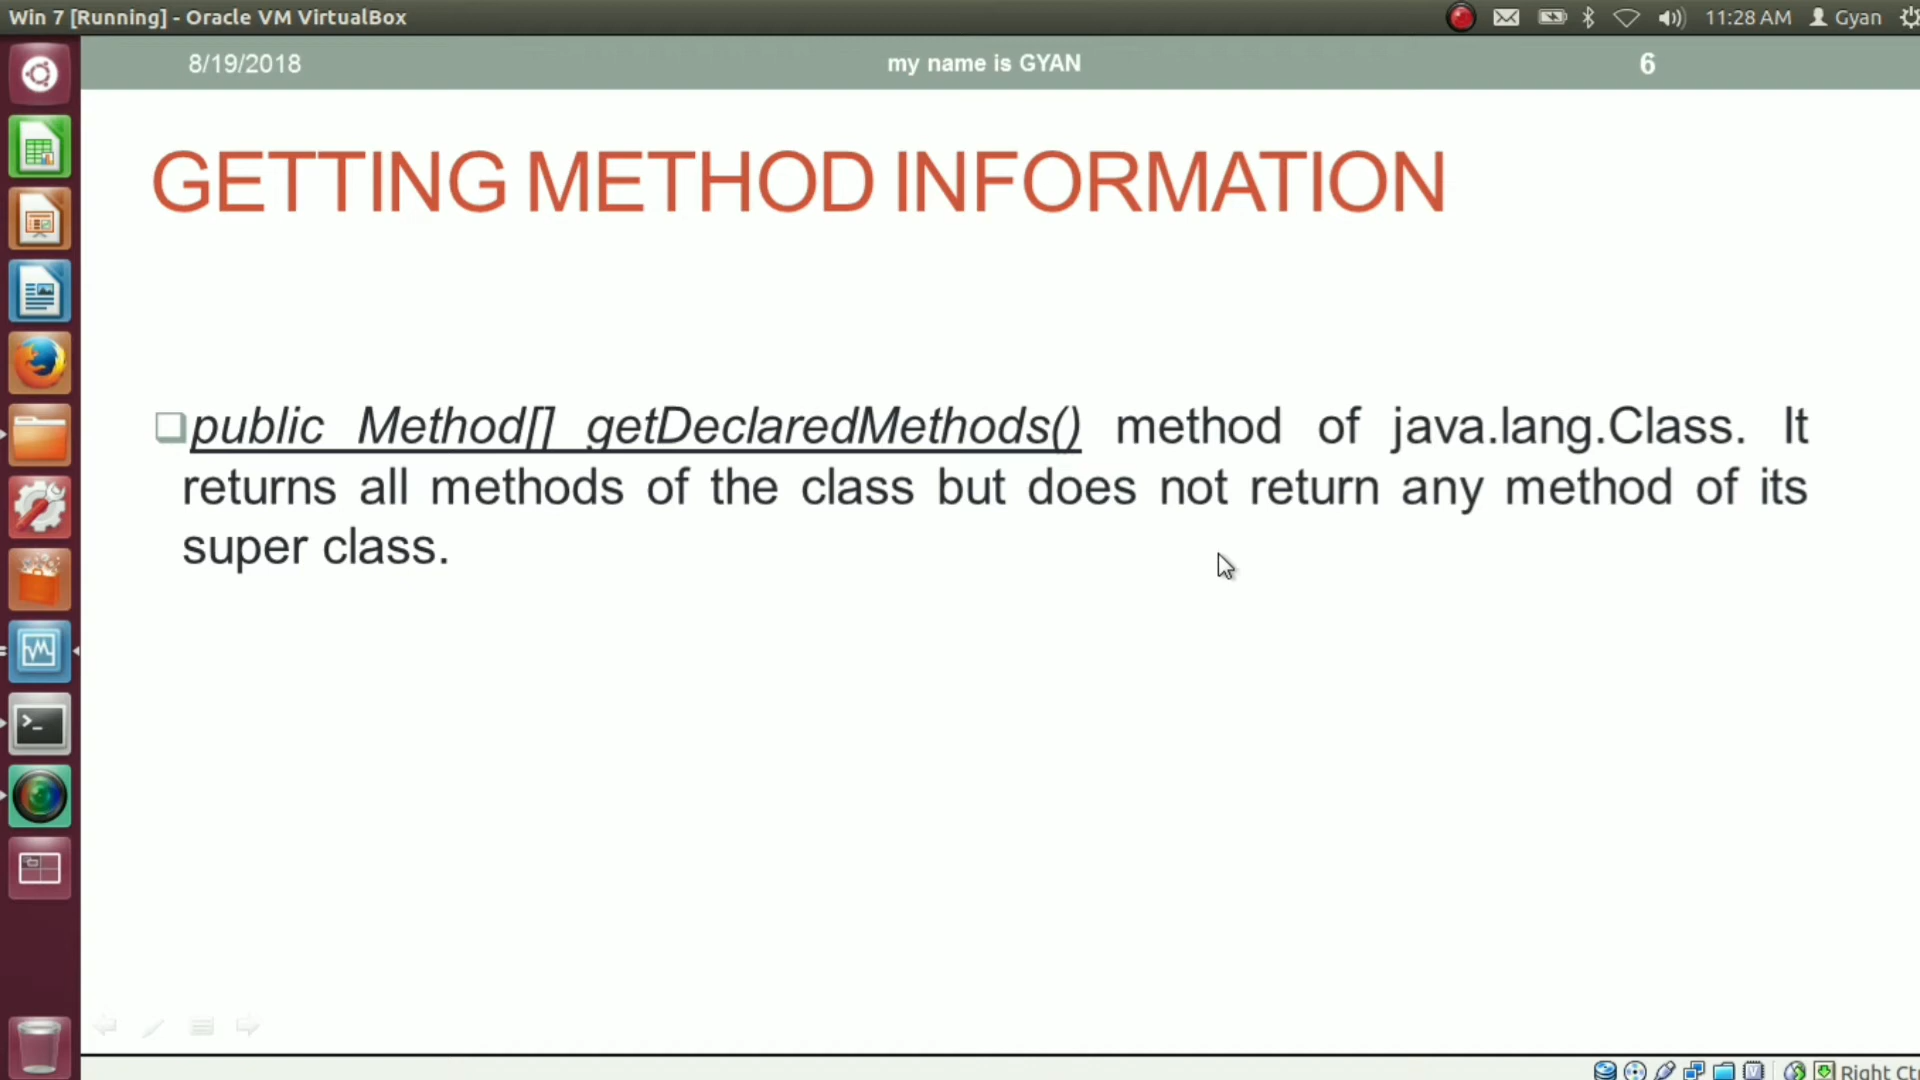 Win 7 [Running] - Oracle VM VirtualBox
11:28 AM Gyan
8/19/2018 my name is GYAN 6
GETTING METHOD INFORMATION
public Method[] getDeclaredMethods() method of java.lang.Class. It
returns all methods of the class but does not return any method of its
super class.
Right